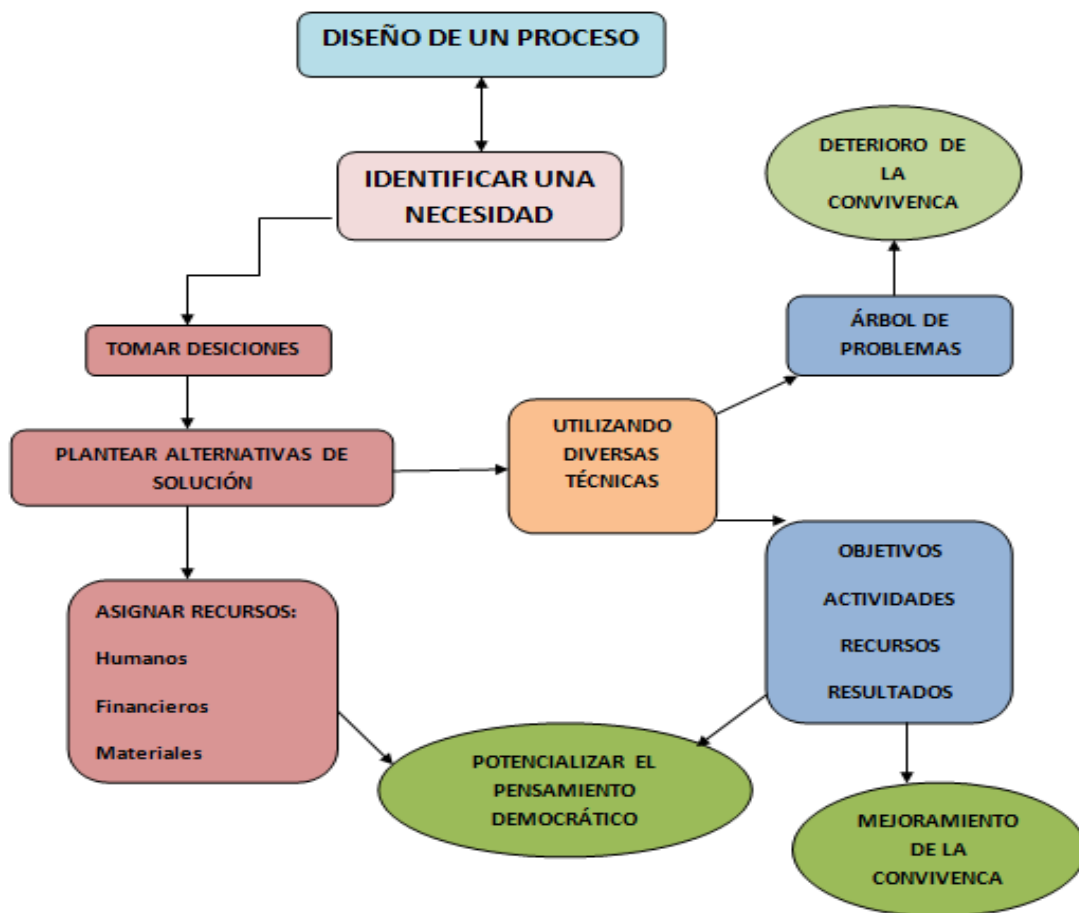 DISEÑO DE UN PROCESO
IDENTIFICAR UNA
NECESIDAD
DETERIORO DE
LA
CONVIVENCA
TOMAR DESICIONES
ÁRBOL DE
PROBLEMAS
PLANTEAR ALTERNATIVAS DE
SOLUCIÓN
UTILIZANDO
DIVERSAS
TÉCNICAS
OBJETIVOS
ACTIVIDADES
RECURSOS
RESULTADOS
ASIGNAR RECURSOS:
Humanos
Financieros
Materiales
POTENCIALIZAR EL
PENSAMIENTO
DEMOCRÁTICO
MEJORAMIENTO
DE LA
CONVIVENCA